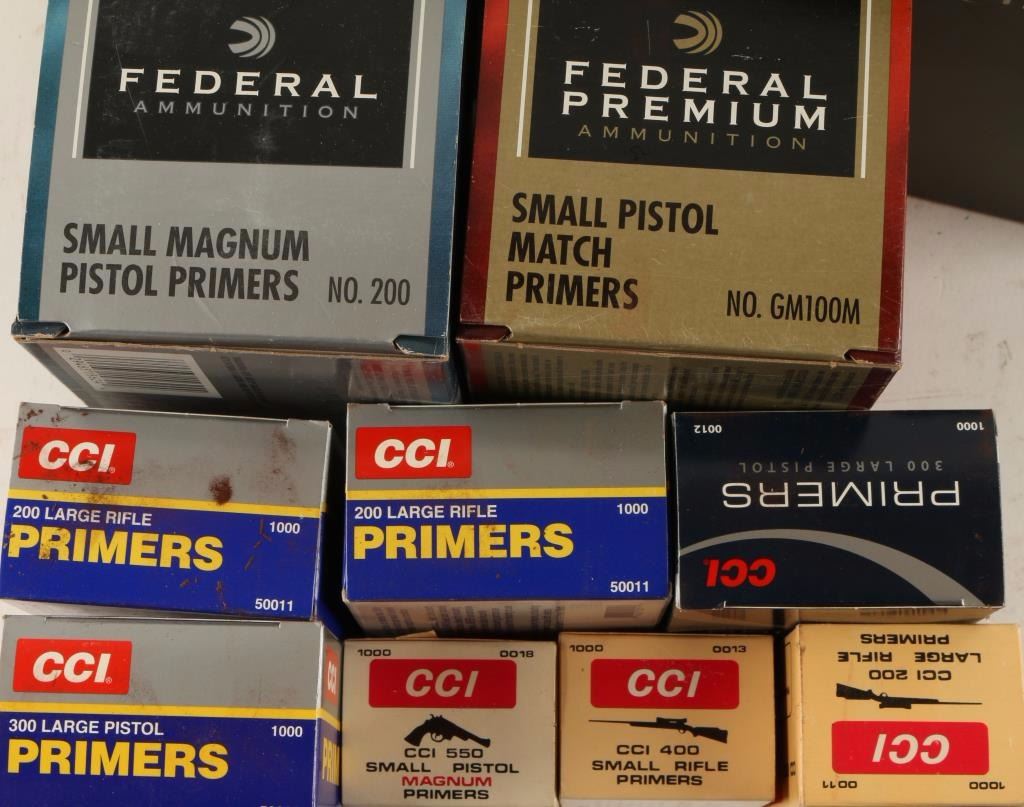 FEDERAL
AMMUNITION
SMALL MAGNUM
PISTOL PRIMERS NO. 200
FEDERAL
PREMIUM
AMMUNITION
SMALL PISTOL
MATCH
PRIMERS
NO. GM100M
CCI
200 LARGE RIFLE 1000
PRIMERS
50011
CCI
200 LARGE RIFLE 1000
PRIMERS
50011
CCI
PRIMERS
300 LARGE PISTOL
1000 0012
CCI
300 LARGE PISTOL 1000
PRIMERS
CCI
PRIM
1000 0018
CCI
CCI 550
SMALL PISTOL
MAGNUM
PRIMERS
1000 0013
CCI
CCI 400
SMALL RIFLE
PRIMERS
1000 0011
CCI
CCI 200
LARGE RIFLE
PRIMERS